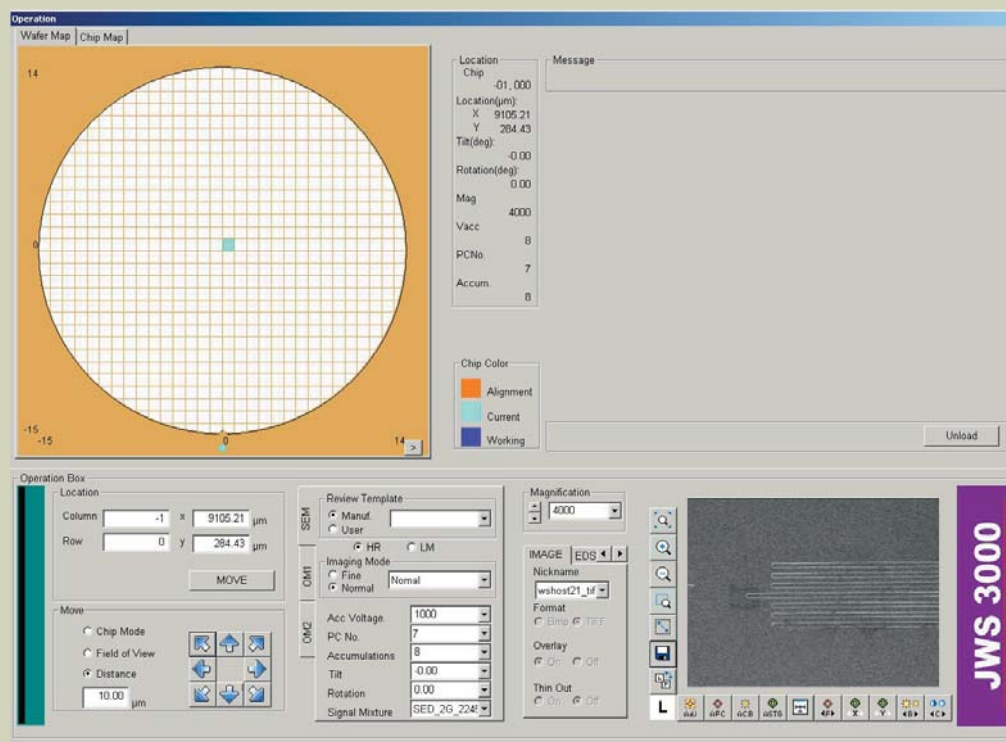 Operation
Wafer Map Chip Map
14
0
-15
-15 0 14 >
Location
Chip
-01, 000
Location(µm):
X 9105.21
Y 284.43
Tilt(deg):
-0.00
Rotation(deg):
0.00
Mag
4000
Vacc
8
PCNo.
7
Accum.
8
Message
Chip Color
Alignment
Current
Working
Unload
Operation Box
Location
Column -1 x 9105.21 µm
Row 0 y 284.43 µm
MOVE
Move
Chip Mode
Field of View
Distance
10.00 µm
SEM
OM1
OM2
Review Template
Manuf.
User
HR LM
Imaging Mode
Fine
Normal Normal
Acc Voltage. 1000
PC No. 7
Accumulations 8
Tilt -0.00
Rotation 0.00
Signal Mixture SED_2G_224
Magnification
4000
IMAGE EDS
Nickname
wshost21_tif
Format
Bmp TIFF
Overlay
On Off
Thin Out
On Off
L AFC ACB ASTG F X Y B C
JWS 3000